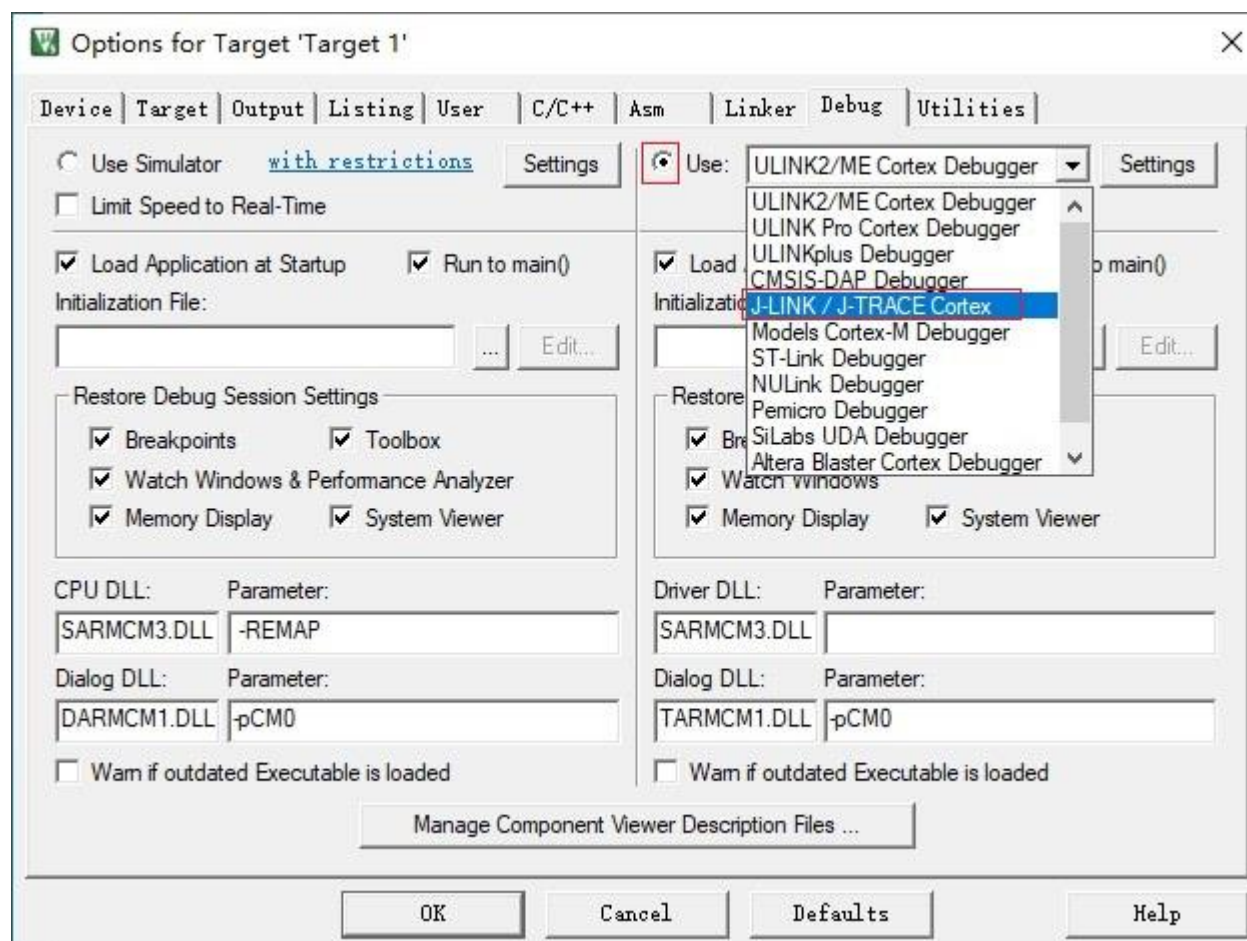 Options for Target 'Target 1'
Device Target Output Listing User C/C++ Asm Linker Debug Utilities
Use Simulator with restrictions Settings
Limit Speed to Real-Time
Load Application at Startup Run to main()
Initialization File:
... Edit...
Restore Debug Session Settings
Breakpoints Toolbox
Watch Windows & Performance Analyzer
Memory Display System Viewer
CPU DLL: Parameter:
SARMCM3.DLL -REMAP
Dialog DLL: Parameter:
DARMCM1.DLL -pCM0
Warn if outdated Executable is loaded
Use: ULINK2/ME Cortex Debugger Settings
ULINK2/ME Cortex Debugger
ULINK Pro Cortex Debugger
ULINKplus Debugger
CMSIS-DAP Debugger
J-LINK / J-TRACE Cortex
Models Cortex-M Debugger
ST-Link Debugger
NULink Debugger
Pemicro Debugger
SiLabs UDA Debugger
Altera Blaster Cortex Debugger
Load main()
Edit...
Restore
Watch Windows
Memory Display System Viewer
Driver DLL: Parameter:
SARMCM3.DLL
Dialog DLL: Parameter:
TARMCM1.DLL -pCM0
Warn if outdated Executable is loaded
Manage Component Viewer Description Files ...
OK Cancel Defaults Help